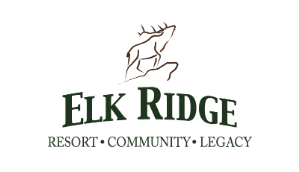 ELK RIDGE
RESORT • COMMUNITY • LEGACY